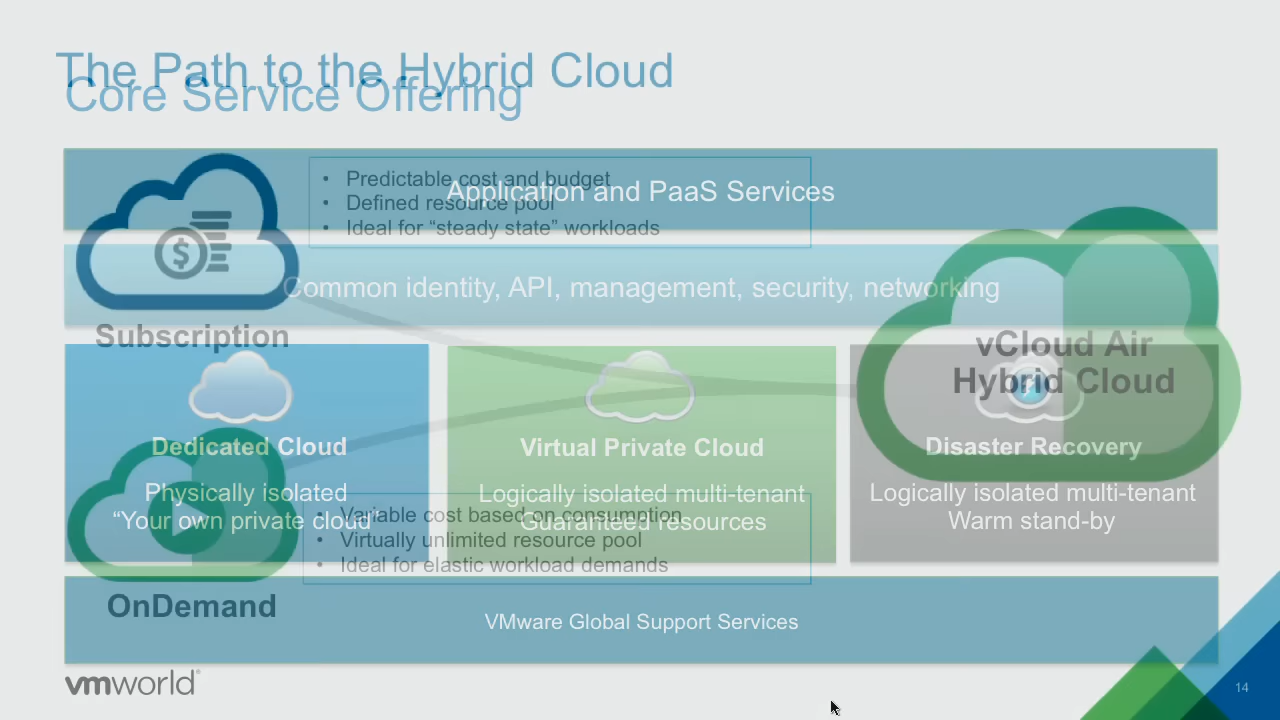 The Path to the Hybrid Cloud
Core Service Offering
• Predictable cost and budget
• Defined resource pool
• Ideal for “steady state” workloads
Application and PaaS Services
Common identity, API, management, security, networking
Subscription
vCloud Air
Hybrid Cloud
Dedicated Cloud
Physically isolated
“Your own private cloud”
Virtual Private Cloud
Logically isolated multi-tenant
Guaranteed resources
Disaster Recovery
Logically isolated multi-tenant
Warm stand-by
• Variable cost based on consumption
• Virtually unlimited resource pool
• Ideal for elastic workload demands
OnDemand
VMware Global Support Services
vmworld®
14